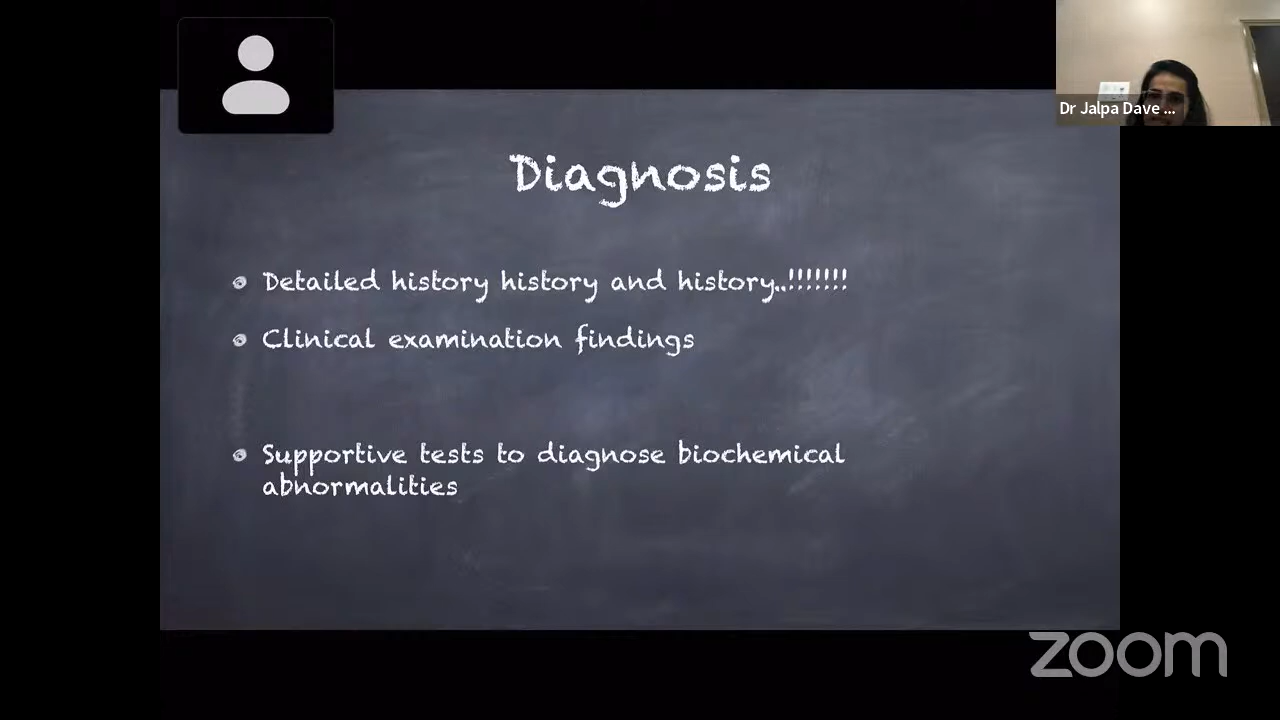 Dr Jalpa Dave ...
Diagnosis
Detailed history history and history..!!!!!!!
Clinical examination findings
Supportive tests to diagnose biochemical
abnormalities
zoom